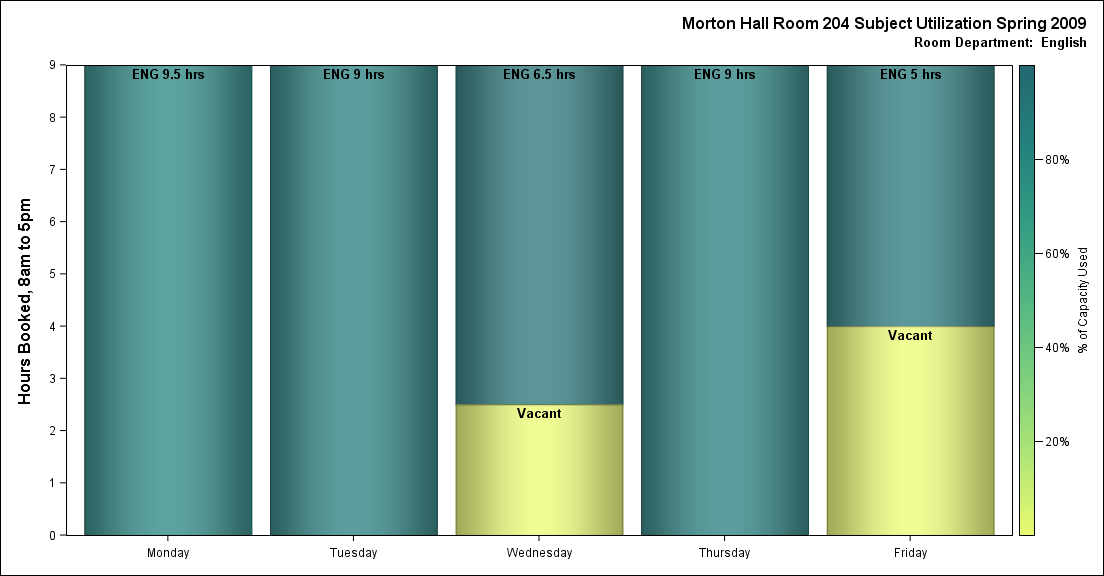 Morton Hall Room 204 Subject Utilization Spring 2009
Room Department:  English
Hours Booked, 8am to 5pm
9
8
7
6
5
4
3
2
1
0
ENG 9.5 hrs
ENG 9 hrs
ENG 6.5 hrs
ENG 9 hrs
ENG 5 hrs
Vacant
Vacant
Monday
Tuesday
Wednesday
Thursday
Friday
80%
60%
40%
20%
% of Capacity Used